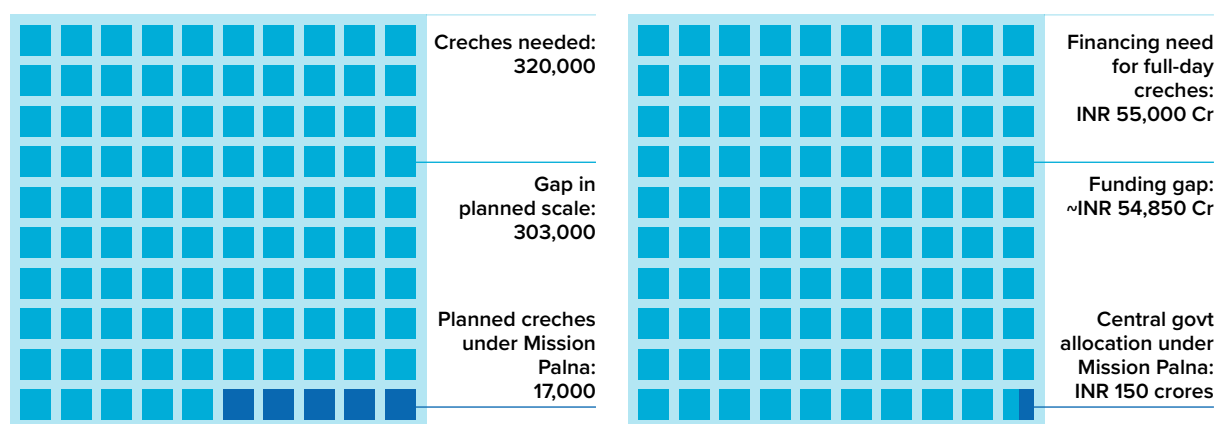 Creches needed:
320,000
Gap in
planned scale:
303,000
Planned creches
under Mission
Palna:
17,000
Financing need
for full-day
creches:
INR 55,000 Cr
Funding gap:
~INR 54,850 Cr
Central govt
allocation under
Mission Palna:
INR 150 crores